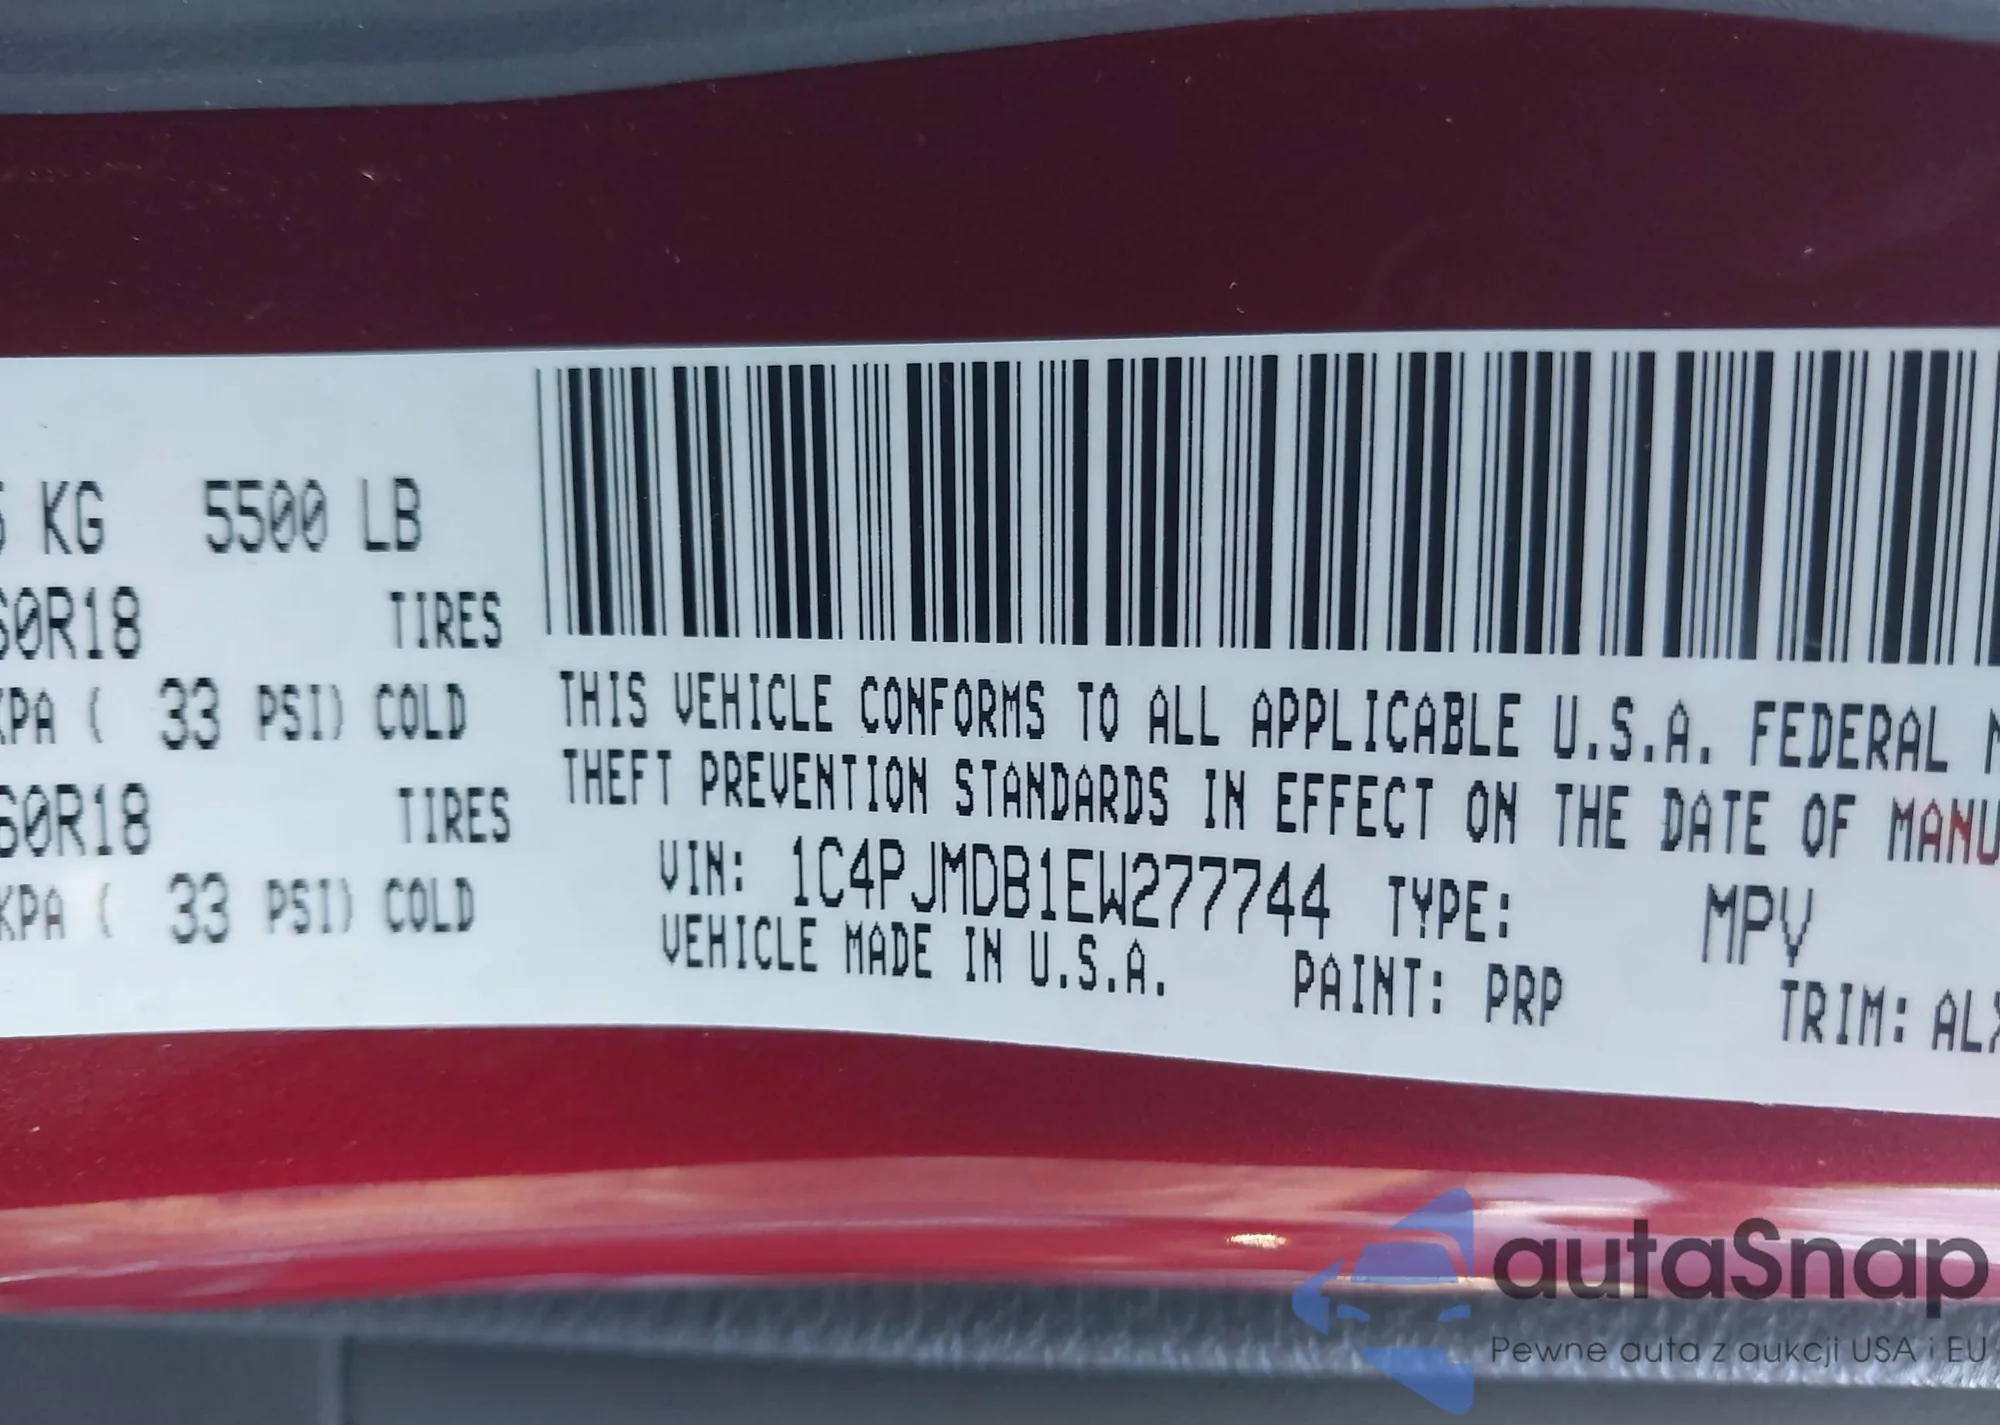 KG 5500 LB
60R18 TIRES
KPA ( 33 PSI) COLD
60R18 TIRES
KPA ( 33 PSI) COLD
THIS VEHICLE CONFORMS TO ALL APPLICABLE U.S.A. FEDERAL
THEFT PREVENTION STANDARDS IN EFFECT ON THE DATE OF MANU
VIN: 1C4PJMDB1EW277744 TYPE: MPV
VEHICLE MADE IN U.S.A. PAINT: PRP TRIM: ALX
autaSnap
Pewne auta z aukcji USA i EU